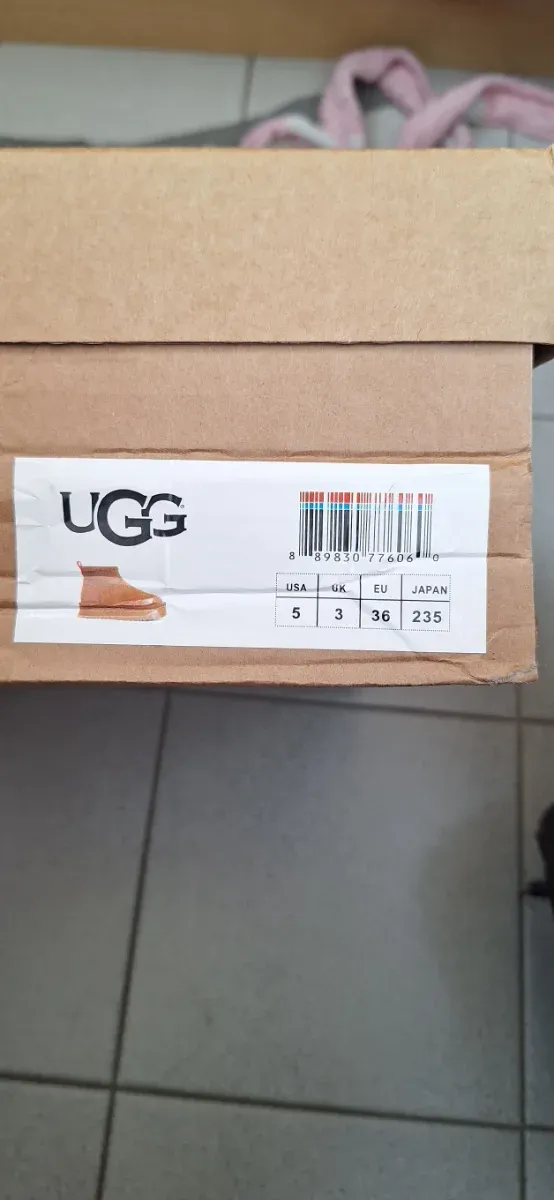 UGG
8 89830 77606 0
USA UK EU JAPAN
5 3 36 235